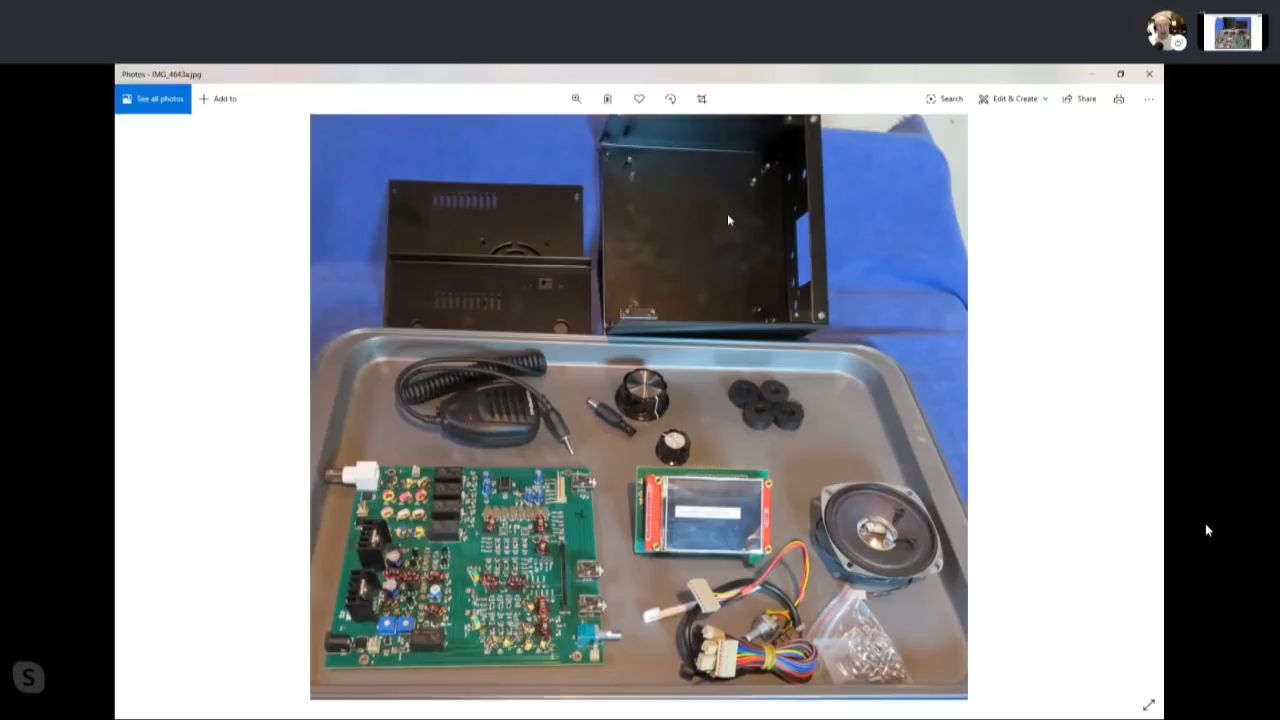 Photos - IMG_4643a.jpg
See all photos
Add to
Search
Edit & Create
Share
S